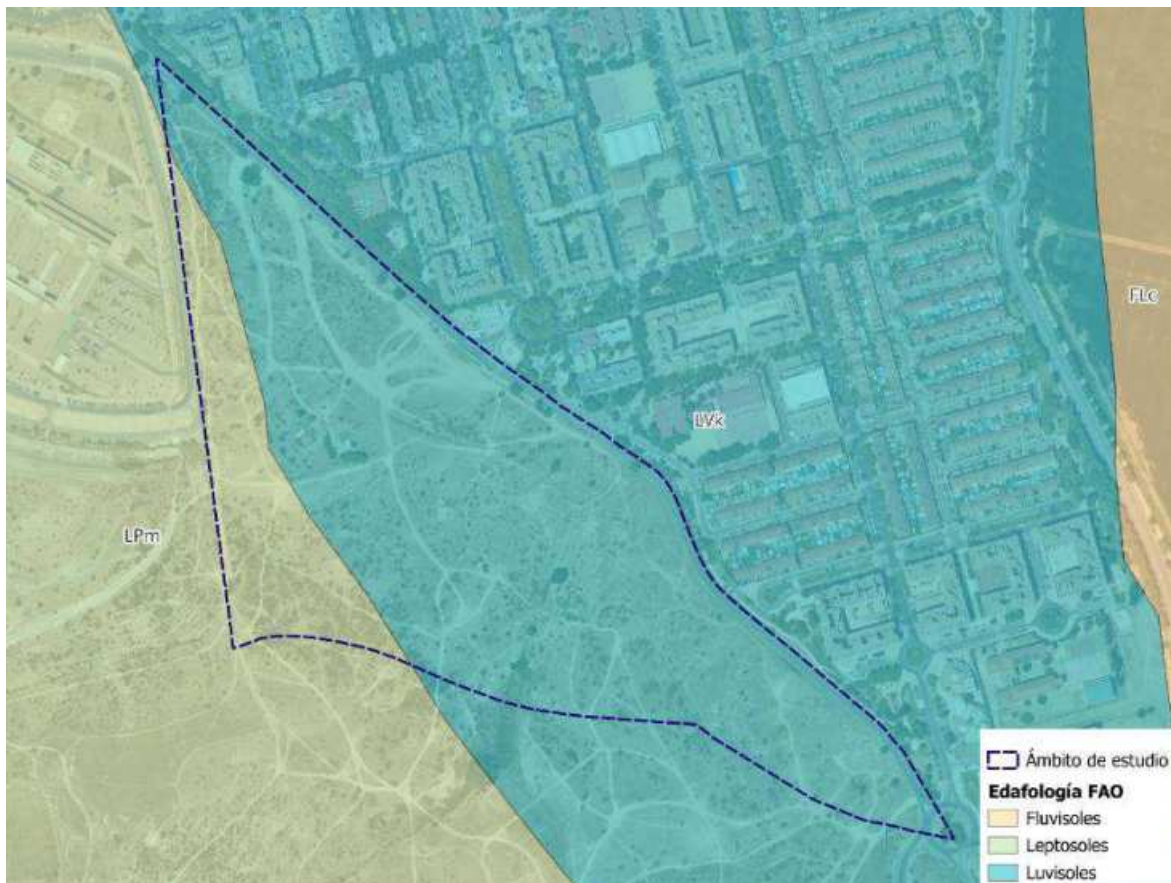 FLc
LVk
LPm
Ámbito de estudio
Edafología FAO
Fluvisoles
Leptosoles
Luvisoles